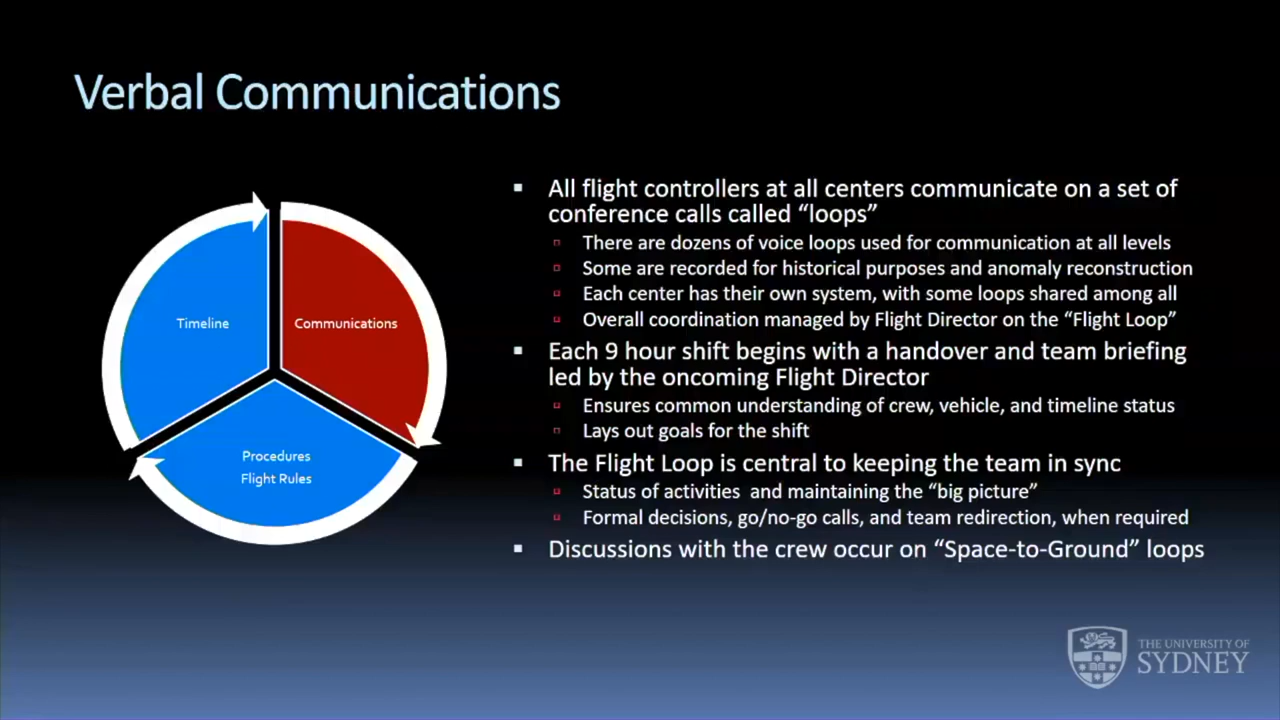 Verbal Communications
Timeline
Communications
Procedures
Flight Rules
All flight controllers at all centers communicate on a set of
conference calls called “loops”
There are dozens of voice loops used for communication at all levels
Some are recorded for historical purposes and anomaly reconstruction
Each center has their own system, with some loops shared among all
Overall coordination managed by Flight Director on the “Flight Loop”
Each 9 hour shift begins with a handover and team briefing
led by the oncoming Flight Director
Ensures common understanding of crew, vehicle, and timeline status
Lays out goals for the shift
The Flight Loop is central to keeping the team in sync
Status of activities and maintaining the “big picture”
Formal decisions, go/no-go calls, and team redirection, when required
Discussions with the crew occur on “Space-to-Ground” loops
THE UNIVERSITY OF
SYDNEY